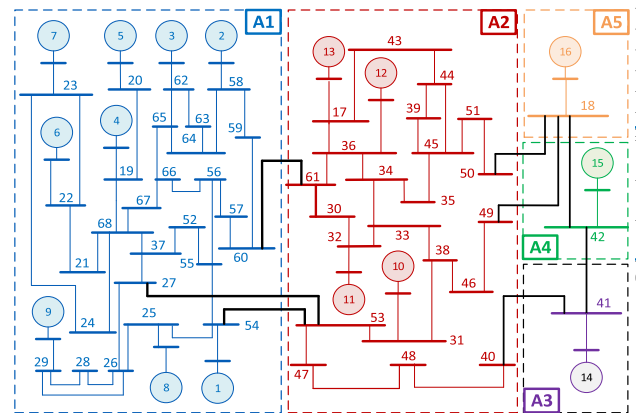 A1 A2 A5
7 5 3 2 13 43 16
12
23 20 62 58 44 18
4 65 63 59 17 39 51
6 64 36 45 15
19 66 56 34 50
22 67 57 61 35 49 42
68 52 30 A4
37 60 32 33
21 55 38
27 10 46 41
9 11
24 25 54 53 31
29 28 26 47 48 40 14
8 1 A3